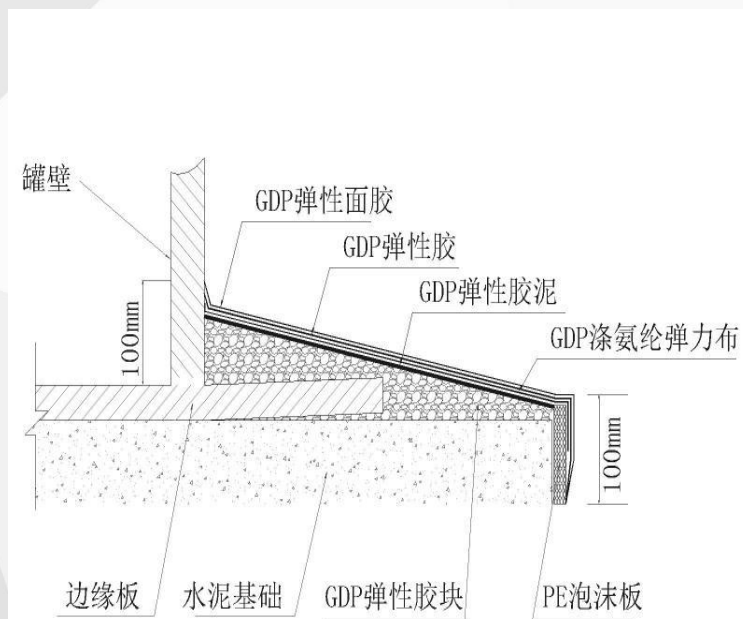 罐壁
GDP弹性面胶
GDP弹性胶
GDP弹性胶泥
GDP涤氨纶弹力布
100mm
100mm
边缘板
水泥基础
GDP弹性胶块
PE泡沫板